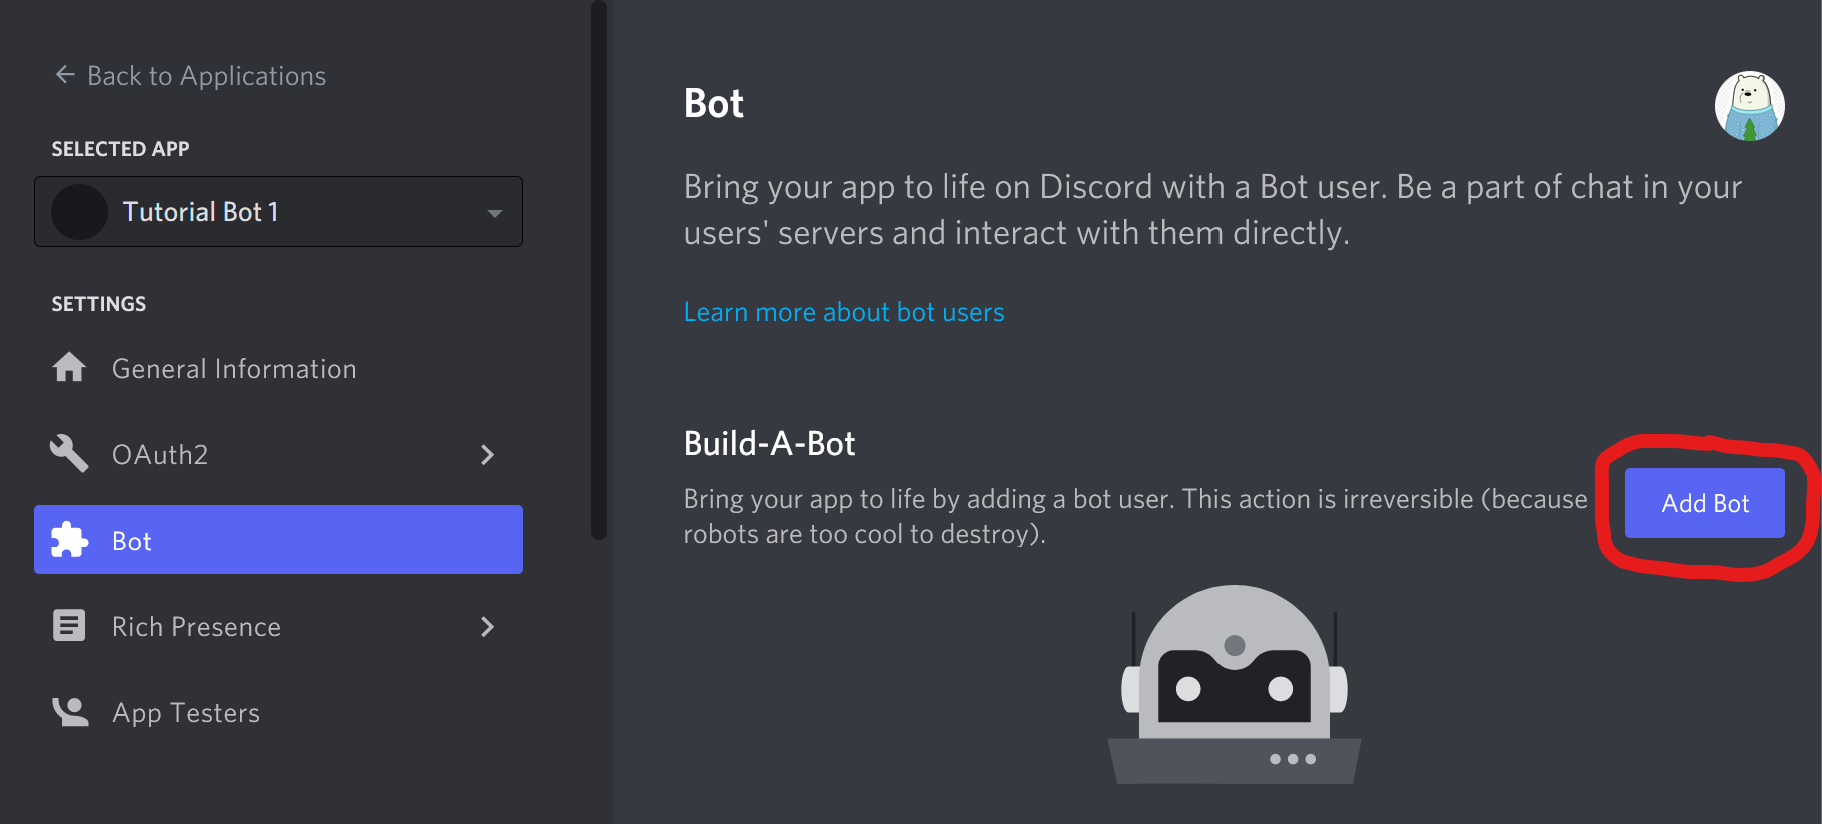 Back to Applications
SELECTED APP
Tutorial Bot 1
SETTINGS
General Information
OAuth2
Bot
Rich Presence
App Testers
Bot
Bring your app to life on Discord with a Bot user. Be a part of chat in your
users' servers and interact with them directly.
Learn more about bot users
Build-A-Bot
Bring your app to life by adding a bot user. This action is irreversible (because
robots are too cool to destroy).
Add Bot